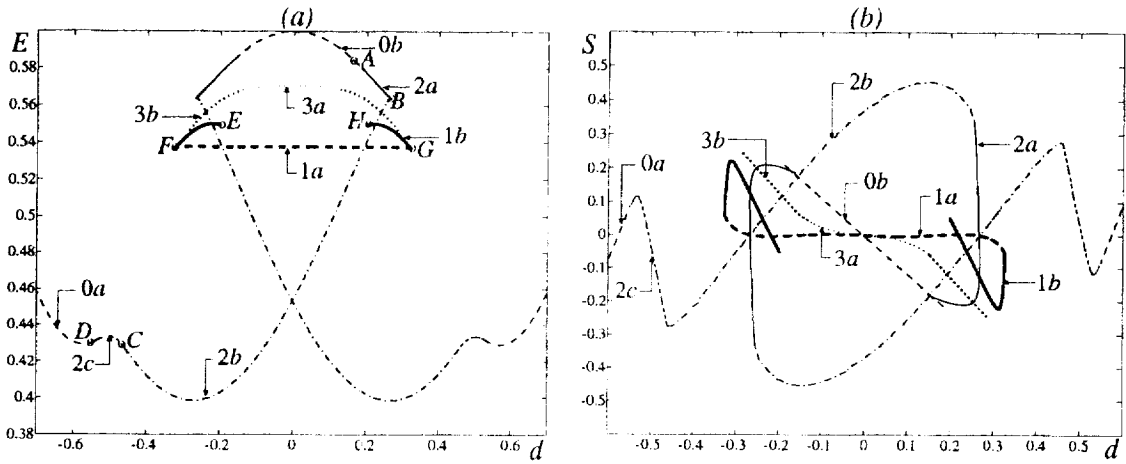 (a)
E
0.58
0.56
0.54
0.52
0.5
0.48
0.46
0.44
0.42
0.4
0.38
-0.6
-0.4
-0.2
0
0.2
0.4
0.6
d
0b
A
2a
B
3b
E
3a
H
1b
F
G
1a
0a
D
C
2c
2b
(b)
S
0.5
0.4
0.3
0.2
0.1
0
-0.1
-0.2
-0.3
-0.4
-0.5
-0.5
-0.4
-0.3
-0.2
-0.1
0
0.1
0.2
0.3
0.4
0.5
d
2b
3b
2a
0a
0b
1a
3a
2c
1b